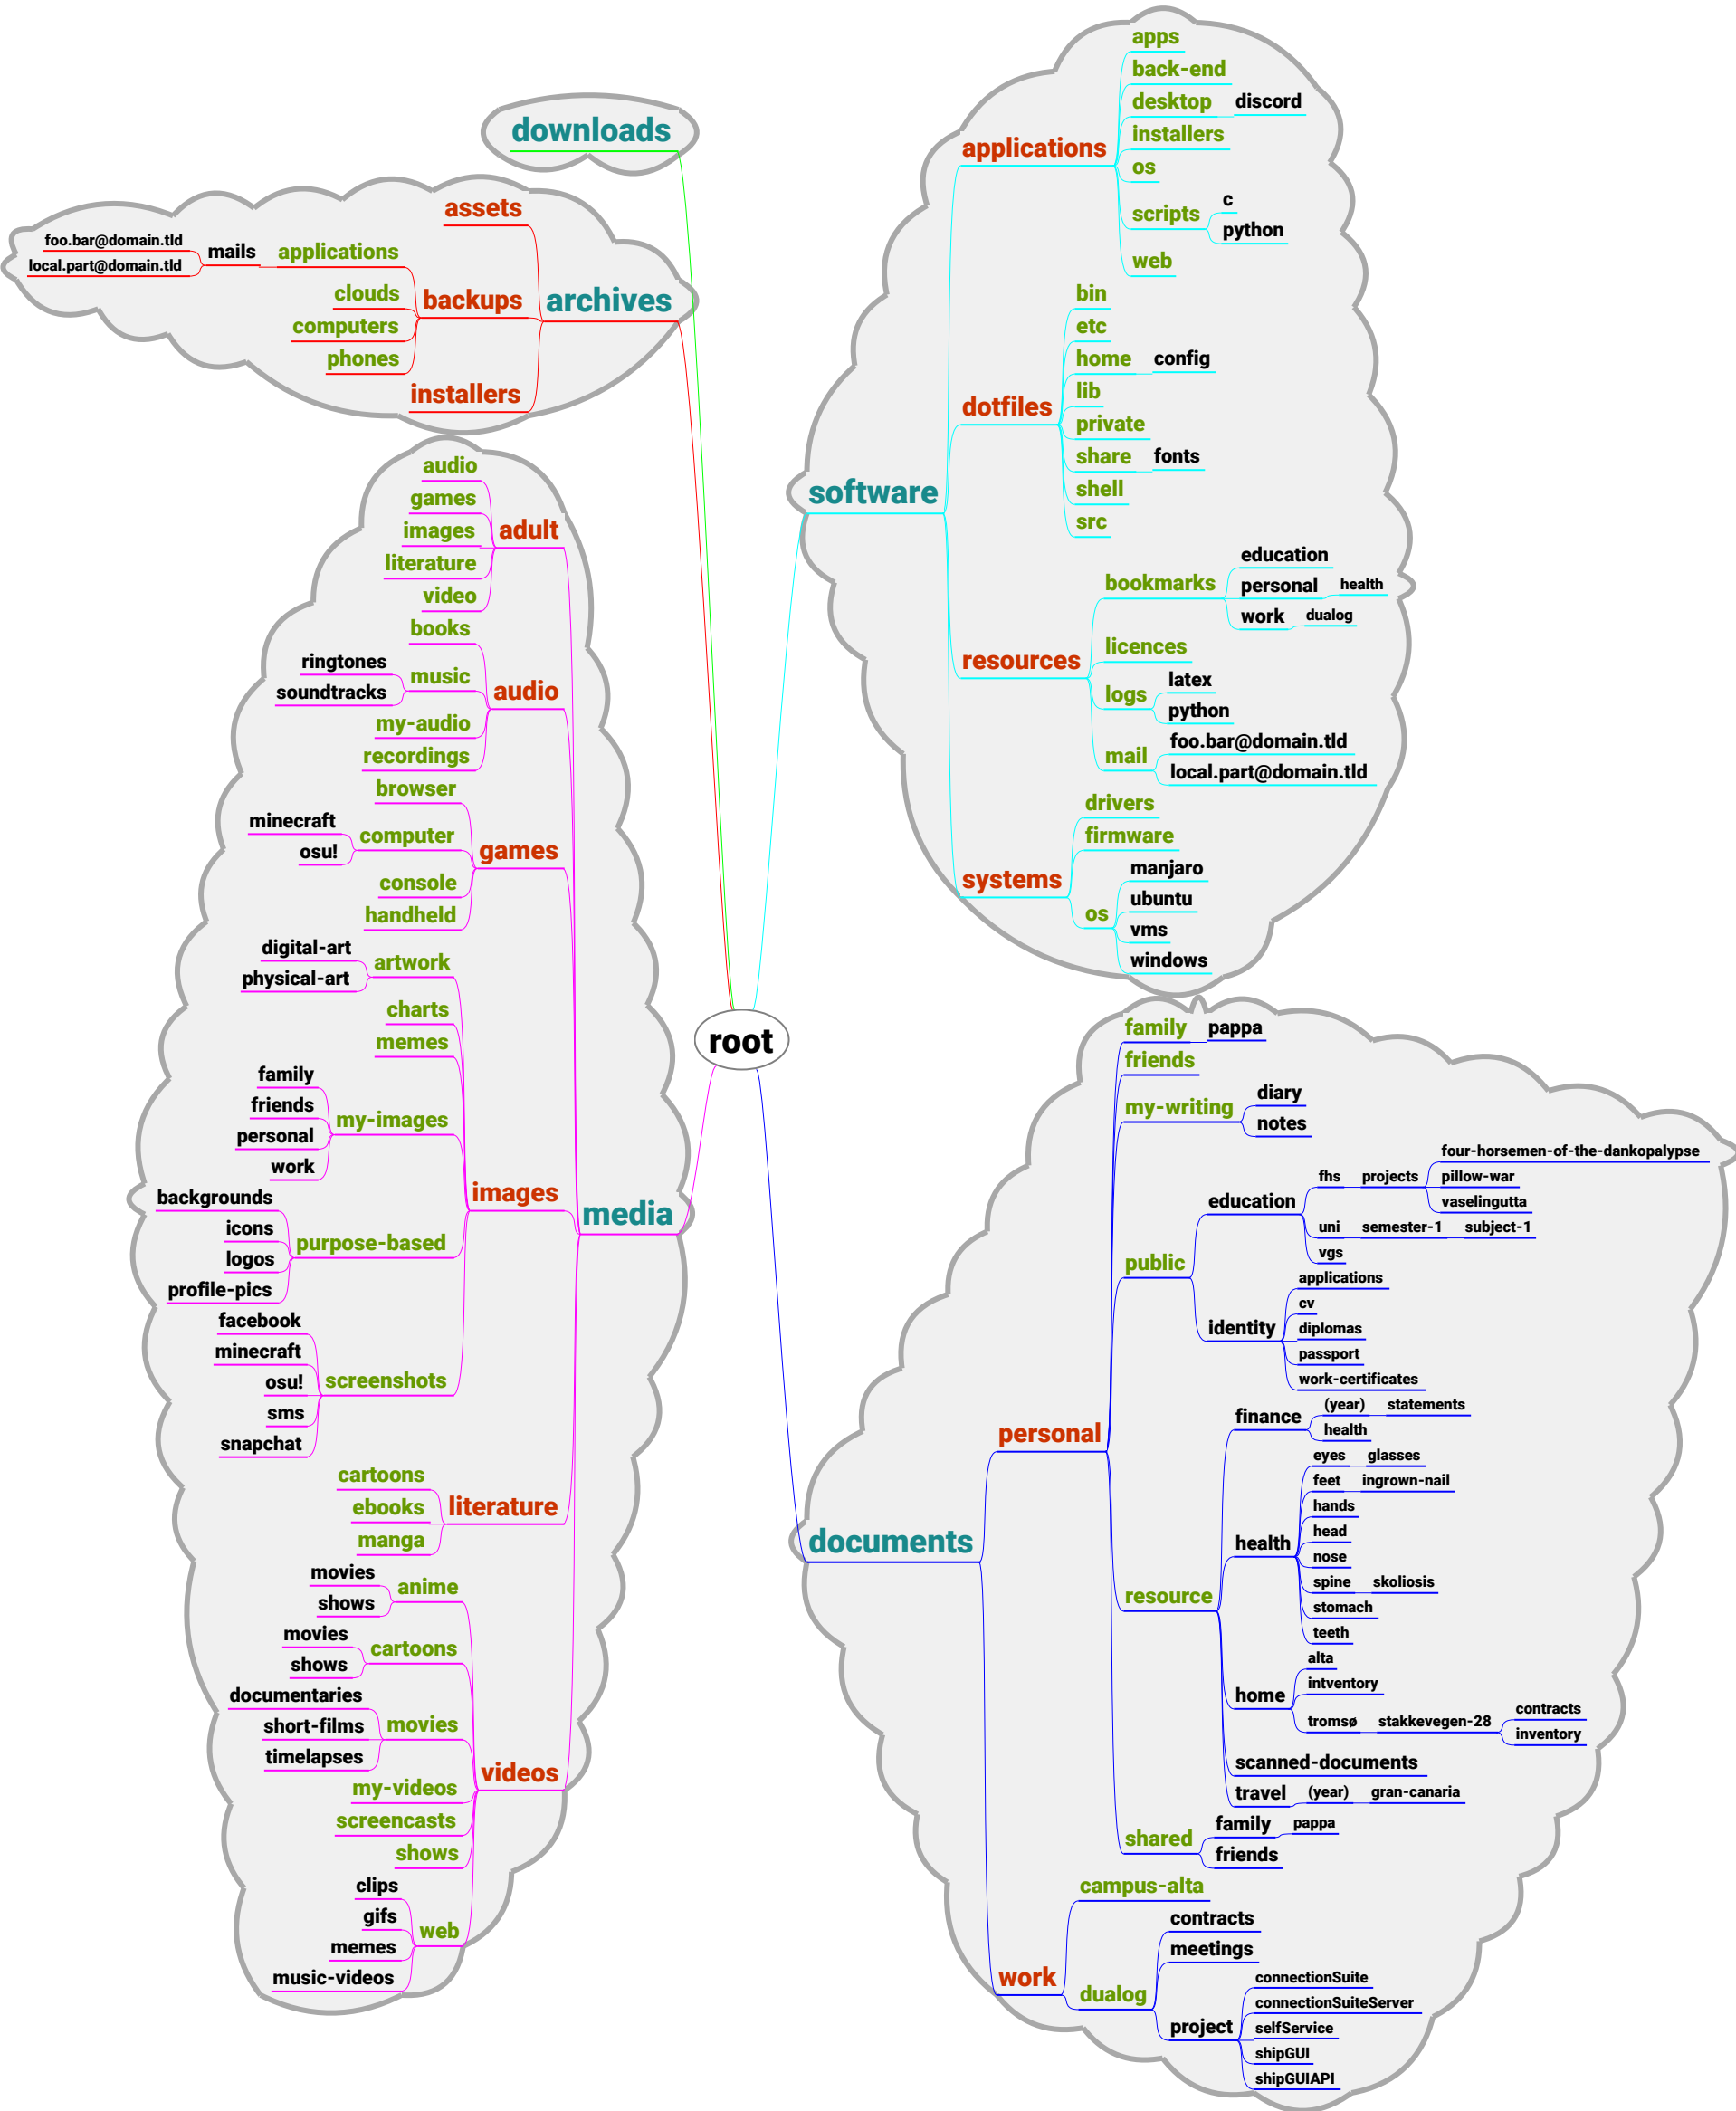 root
downloads
archives
assets
backups
applications
mails
foo.bar@domain.tld
local.part@domain.tld
clouds
computers
phones
installers
media
adult
audio
games
images
literature
video
audio
books
music
ringtones
soundtracks
my-audio
recordings
games
browser
computer
minecraft
osu!
console
handheld
images
artwork
digital-art
physical-art
charts
memes
my-images
family
friends
personal
work
purpose-based
backgrounds
icons
logos
profile-pics
screenshots
facebook
minecraft
osu!
sms
snapchat
literature
cartoons
ebooks
manga
videos
anime
movies
shows
cartoons
movies
shows
movies
documentaries
short-films
timelapses
my-videos
screencasts
shows
web
clips
gifs
memes
music-videos
software
applications
apps
back-end
desktop
discord
installers
os
scripts
c
python
web
dotfiles
bin
etc
home
config
lib
private
share
fonts
shell
src
resources
bookmarks
education
personal
health
work
dualog
licences
logs
latex
python
mail
foo.bar@domain.tld
local.part@domain.tld
systems
drivers
firmware
os
manjaro
ubuntu
vms
windows
documents
personal
family
pappa
friends
my-writing
diary
notes
public
education
fhs
projects
four-horsemen-of-the-dankopalypse
pillow-war
vaselingutta
uni
semester-1
subject-1
vgs
identity
applications
cv
diplomas
passport
work-certificates
resource
finance
(year)
statements
health
health
eyes
glasses
feet
ingrown-nail
hands
head
nose
spine
skoliosis
stomach
teeth
home
alta
intventory
tromsø
stakkevegen-28
contracts
inventory
scanned-documents
travel
(year)
gran-canaria
shared
family
pappa
friends
work
campus-alta
dualog
contracts
meetings
project
connectionSuite
connectionSuiteServer
selfService
shipGUI
shipGUIAPI